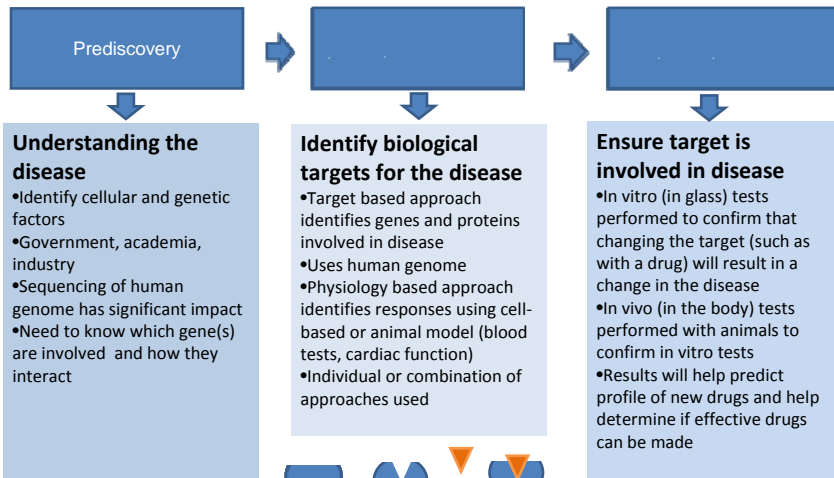 Prediscovery
Understanding the
disease
•Identify cellular and genetic
factors
•Government, academia,
industry
•Sequencing of human
genome has significant impact
•Need to know which gene(s)
are involved and how they
interact
Identify biological
targets for the disease
•Target based approach
identifies genes and proteins
involved in disease
•Uses human genome
•Physiology based approach
identifies responses using cell-
based or animal model (blood
tests, cardiac function)
•Individual or combination of
approaches used
Ensure target is
involved in disease
•In vitro (in glass) tests
performed to confirm that
changing the target (such as
with a drug) will result in a
change in the disease
•In vivo (in the body) tests
performed with animals to
confirm in vitro tests
•Results will help predict
profile of new drugs and help
determine if effective drugs
can be made